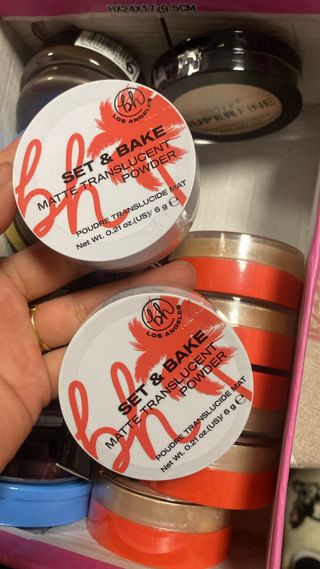 HX24X17X9.5CM
SUPERFINE
bh
LOS ANGELES
bh
SET & BAKE
MATTE TRANSLUCENT
POWDER
POUDRE TRANSLUCIDE MAT
Net Wt. 0.21 oz.(US)/ 6 g ℮
bh
LOS ANGELES
bh
SET & BAKE
MATTE TRANSLUCENT
POWDER
POUDRE TRANSLUCIDE MAT
Net Wt. 0.21 oz.(US)/ 6 g ℮